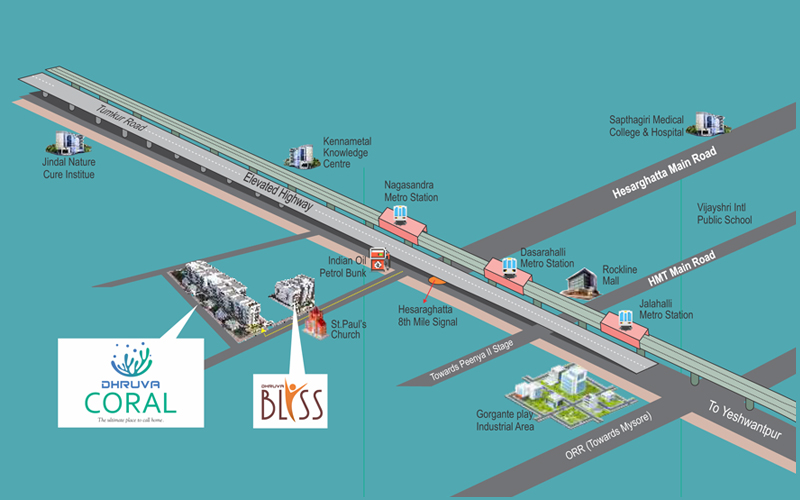 Tumkur Road
Jindal Nature
Cure Institue
Kennametal
Knowledge
Centre
Elevated Highway
Sapthagiri Medical
College & Hospital
Hesarghatta Main Road
Nagasandra
Metro Station
Vijayshri Intl
Public School
Indian Oil
Petrol Bunk
Dasarahalli
Metro Station
Rockline
Mall
HMT Main Road
Hesaraghatta
8th Mile Signal
Jalahalli
Metro Station
St.Paul's
Church
Towards Peenya II Stage
DHRUVA
CORAL
The ultimate place to call home.
DHRUVA
BLISS
Gorgante play
Industrial Area
To Yeshwantpur
ORR (Towards Mysore)